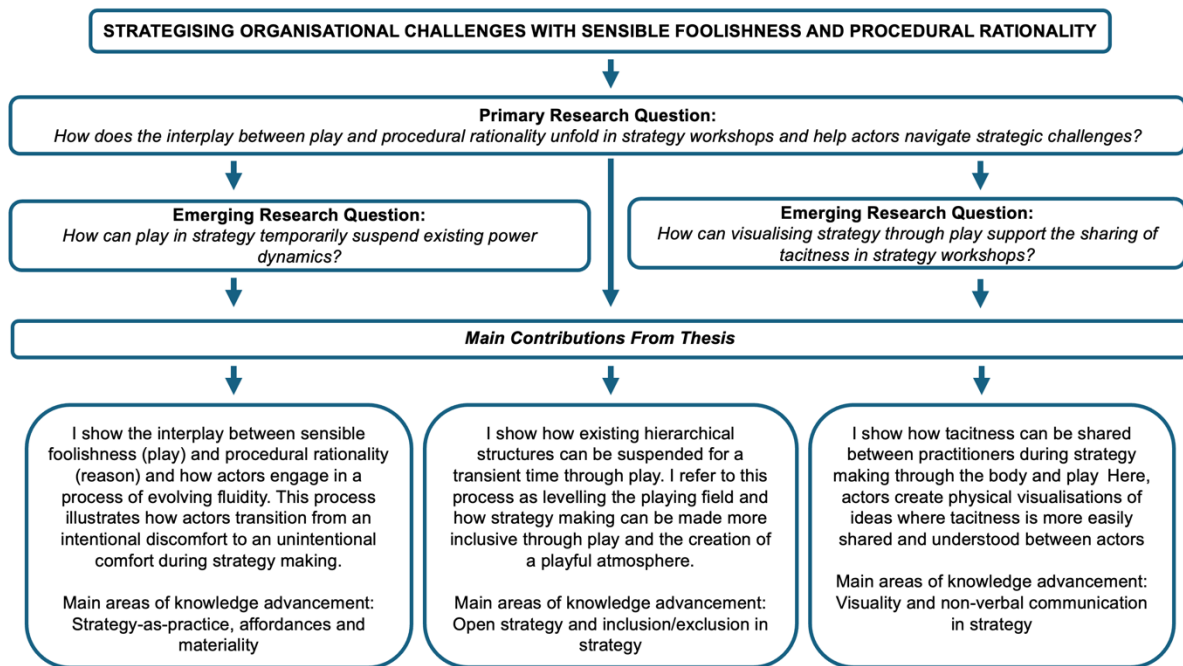 STRATEGISING ORGANISATIONAL CHALLENGES WITH SENSIBLE FOOLISHNESS AND PROCEDURAL RATIONALITY
Primary Research Question:
How does the interplay between play and procedural rationality unfold in strategy workshops and help actors navigate strategic challenges?
Emerging Research Question:
How can play in strategy temporarily suspend existing power
dynamics?
Emerging Research Question:
How can visualising strategy through play support the sharing of
tacitness in strategy workshops?
Main Contributions From Thesis
I show the interplay between sensible
foolishness (play) and procedural rationality
(reason) and how actors engage in a
process of evolving fluidity. This process
illustrates how actors transition from an
intentional discomfort to an unintentional
comfort during strategy making.
Main areas of knowledge advancement:
Strategy-as-practice, affordances and
materiality
I show how existing hierarchical
structures can be suspended for a
transient time through play. I refer to this
process as levelling the playing field and
how strategy making can be made more
inclusive through play and the creation of
a playful atmosphere.
Main areas of knowledge advancement:
Open strategy and inclusion/exclusion in
strategy
I show how tacitness can be shared
between practitioners during strategy
making through the body and play Here,
actors create physical visualisations of
ideas where tacitness is more easily
shared and understood between actors
Main areas of knowledge advancement:
Visuality and non-verbal communication
in strategy